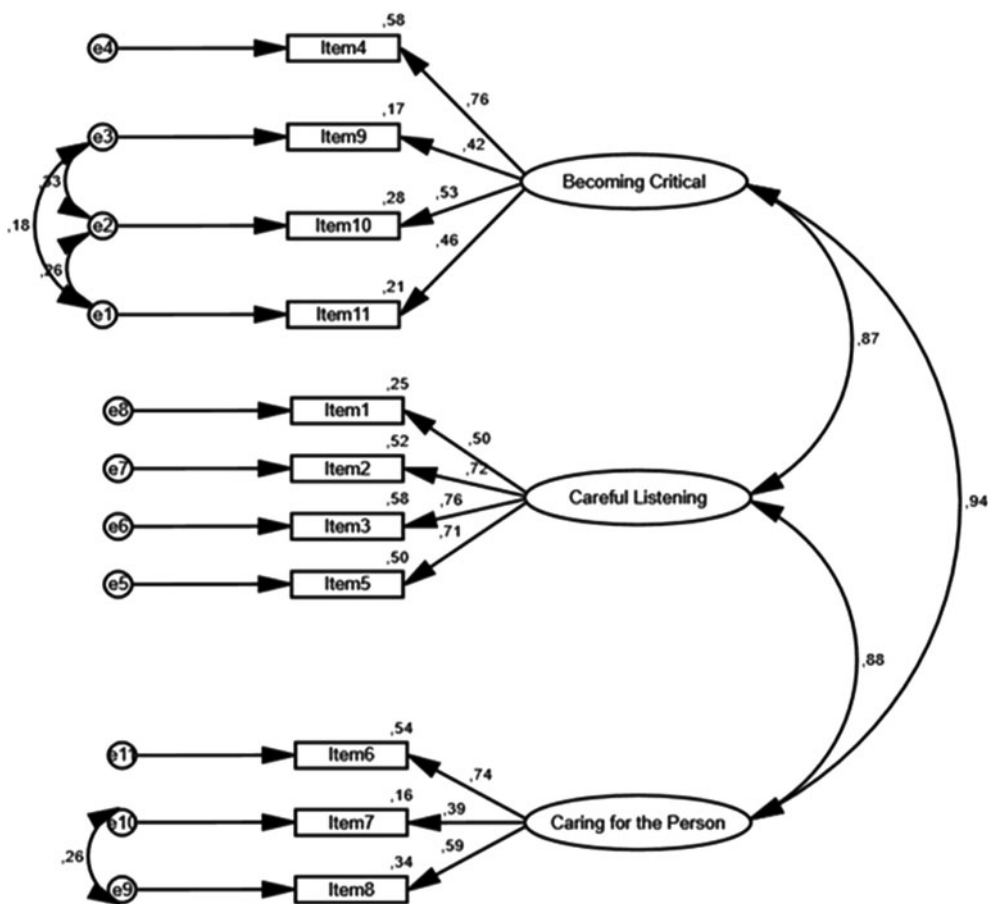 ,58
e4 Item4
,76
,17
e3 Item9
,42
,33
,28
,53
,18 e2 Item10
,46
,26
,21
e1 Item11
Becoming Critical
,87
,25
e8 Item1
,50
,52
e7 Item2
,72
,58
,76
e6 Item3
,71
,50
e5 Item5
Careful Listening
,94
,88
,54
e11 Item6
,74
,16
e10 Item7
,39
,26
,59
,34
e9 Item8
Caring for the Person